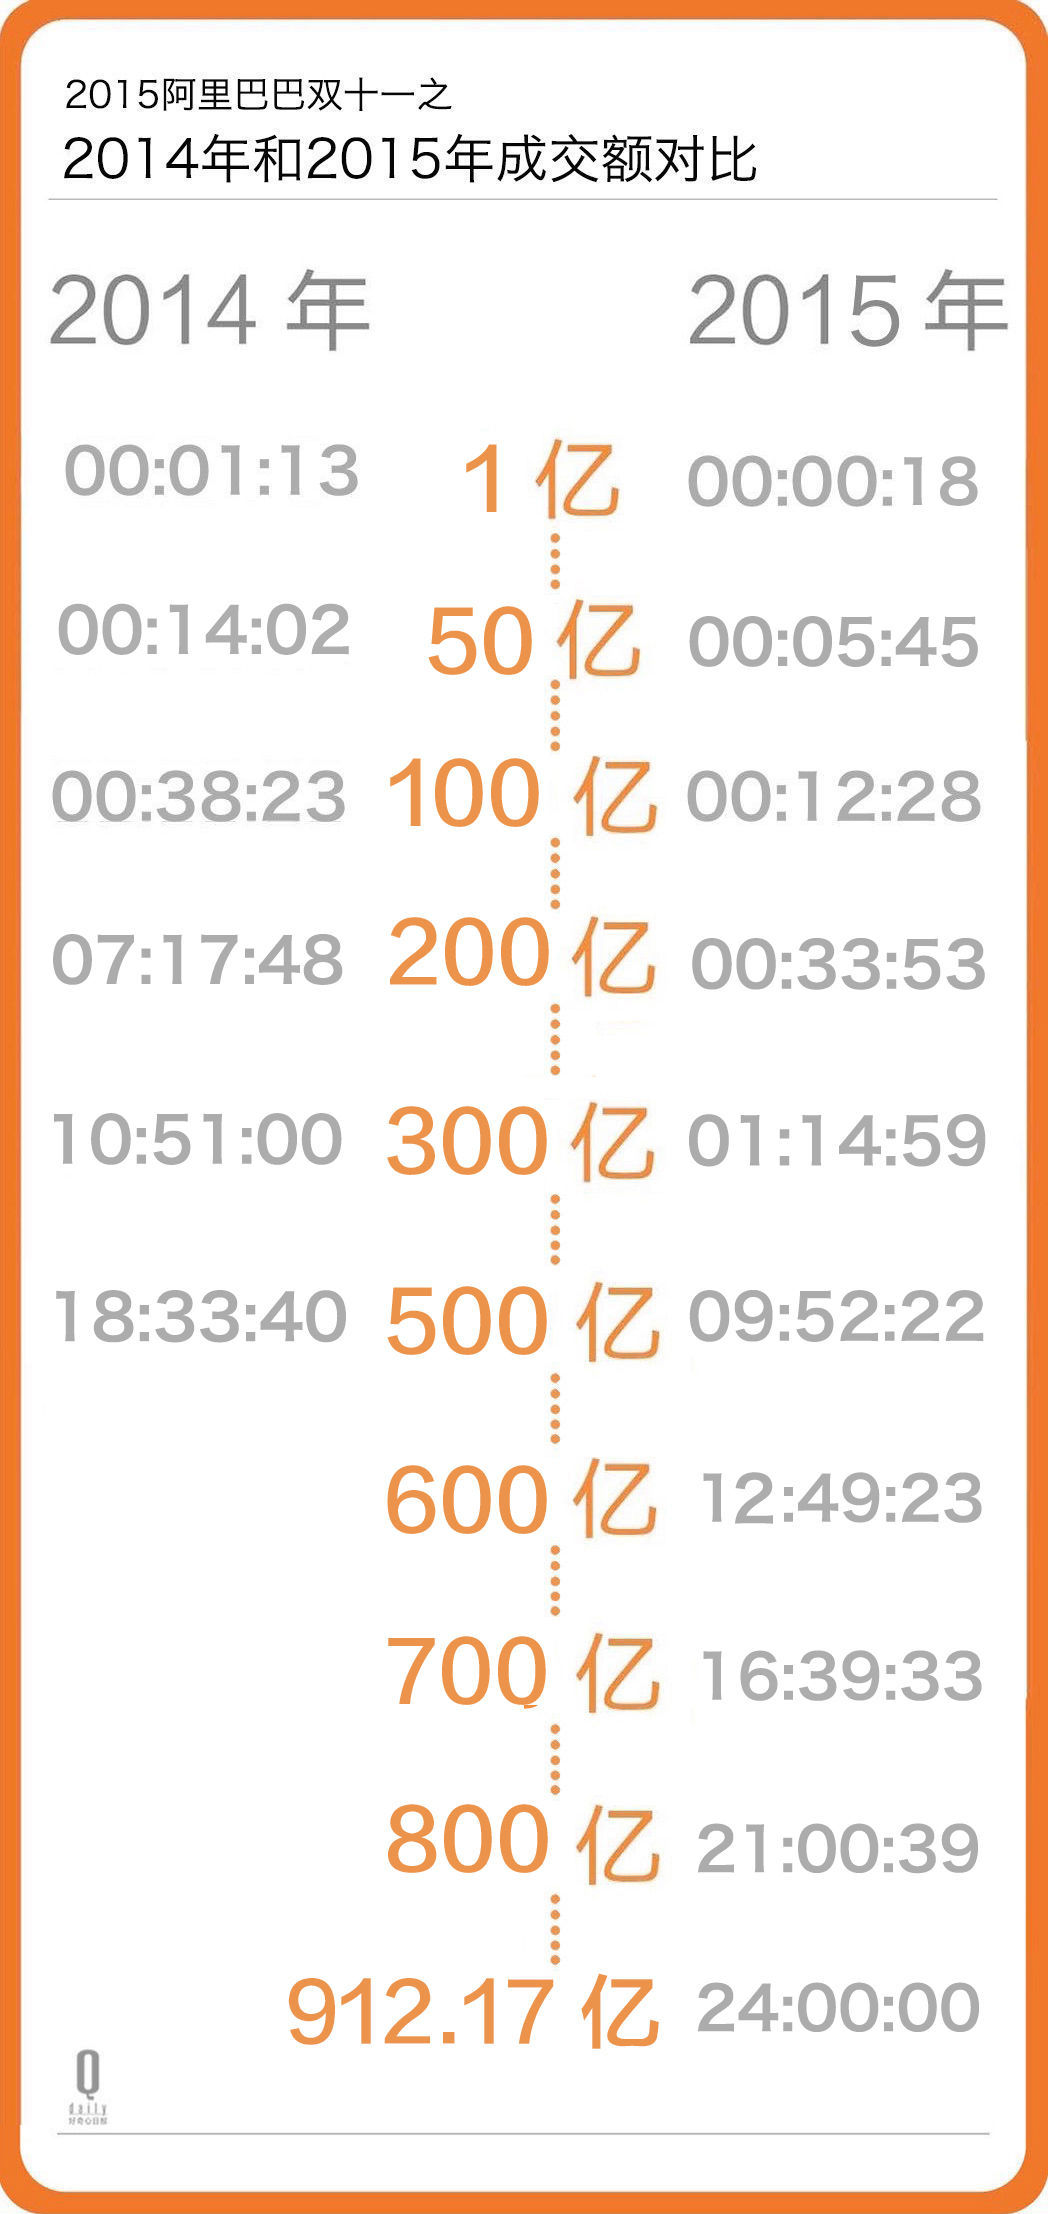 2015阿里巴巴双十一之
2014年和2015年成交额对比
2014 年 2015 年
00:01:13 1 亿 00:00:18
00:14:02 50 亿 00:05:45
00:38:23 100 亿 00:12:28
07:17:48 200 亿 00:33:53
10:51:00 300 亿 01:14:59
18:33:40 500 亿 09:52:22
600 亿 12:49:23
700 亿 16:39:33
800 亿 21:00:39
912.17 亿 24:00:00
Q
daily
好奇心日报